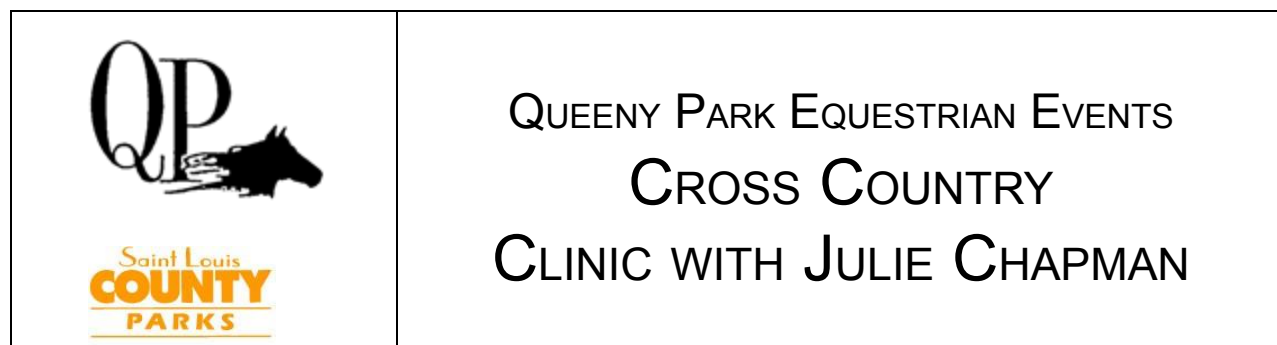 QP
Saint Louis
COUNTY
PARKS
Queeny Park Equestrian Events
Cross Country
Clinic with Julie Chapman